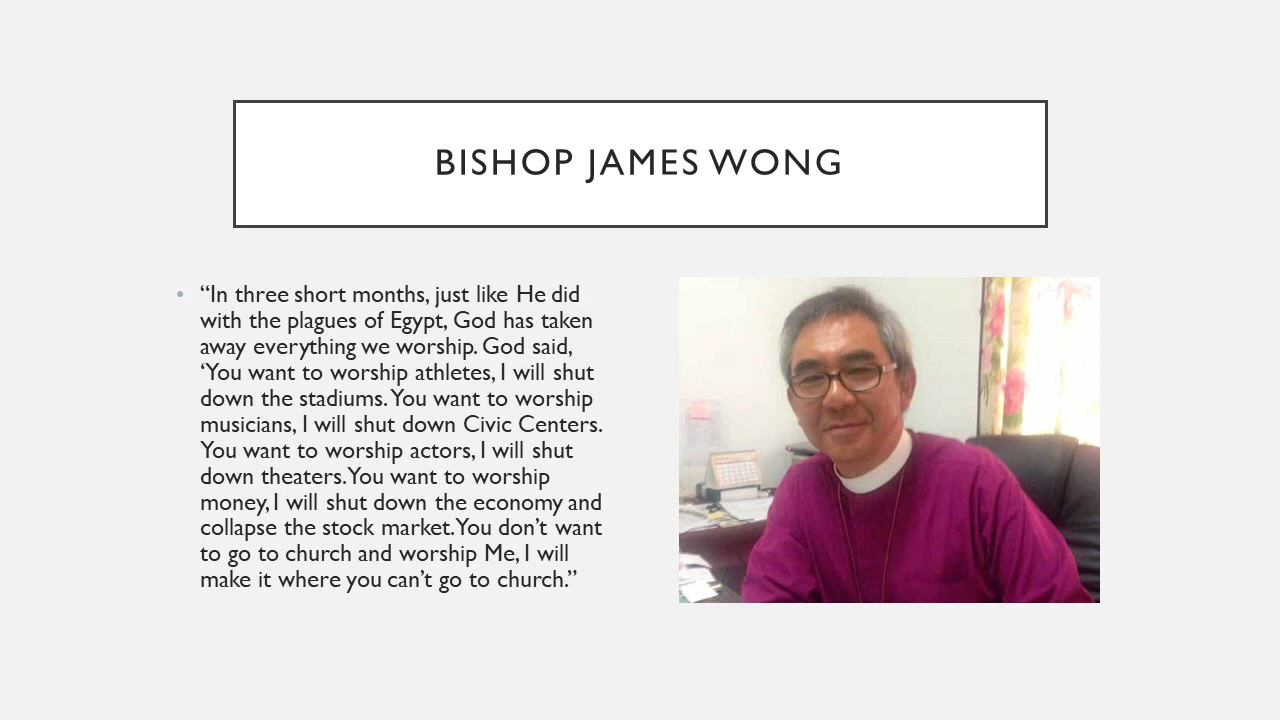 BISHOP JAMES WONG
• “In three short months, just like He did
with the plagues of Egypt, God has taken
away everything we worship. God said,
‘You want to worship athletes, I will shut
down the stadiums. You want to worship
musicians, I will shut down Civic Centers.
You want to worship actors, I will shut
down theaters. You want to worship
money, I will shut down the economy and
collapse the stock market. You don’t want
to go to church and worship Me, I will
make it where you can’t go to church.”